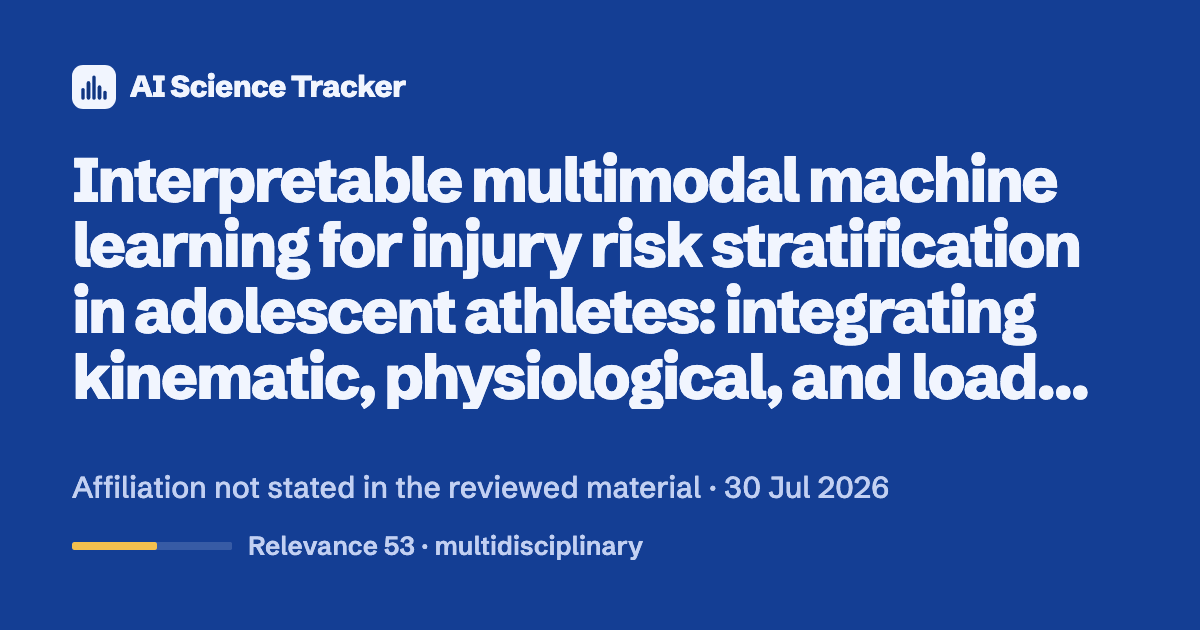 AI Science Tracker
Interpretable multimodal machine
learning for injury risk stratification
in adolescent athletes: integrating
kinematic, physiological, and load...
Affiliation not stated in the reviewed material · 30 Jul 2026
Relevance 53 · multidisciplinary